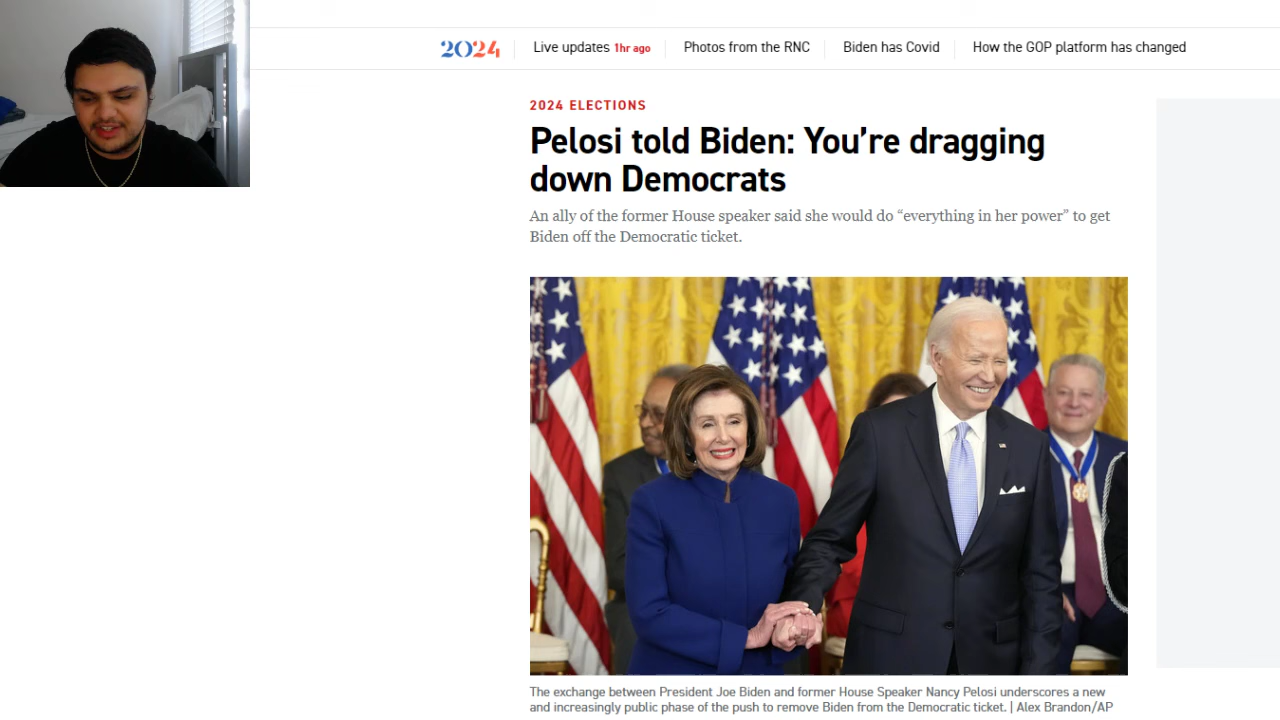 2024 Live updates 1hr ago Photos from the RNC Biden has Covid How the GOP platform has changed
2024 ELECTIONS
Pelosi told Biden: You’re dragging
down Democrats
An ally of the former House speaker said she would do “everything in her power” to get
Biden off the Democratic ticket.
The exchange between President Joe Biden and former House Speaker Nancy Pelosi underscores a new
and increasingly public phase of the push to remove Biden from the Democratic ticket. | Alex Brandon/AP